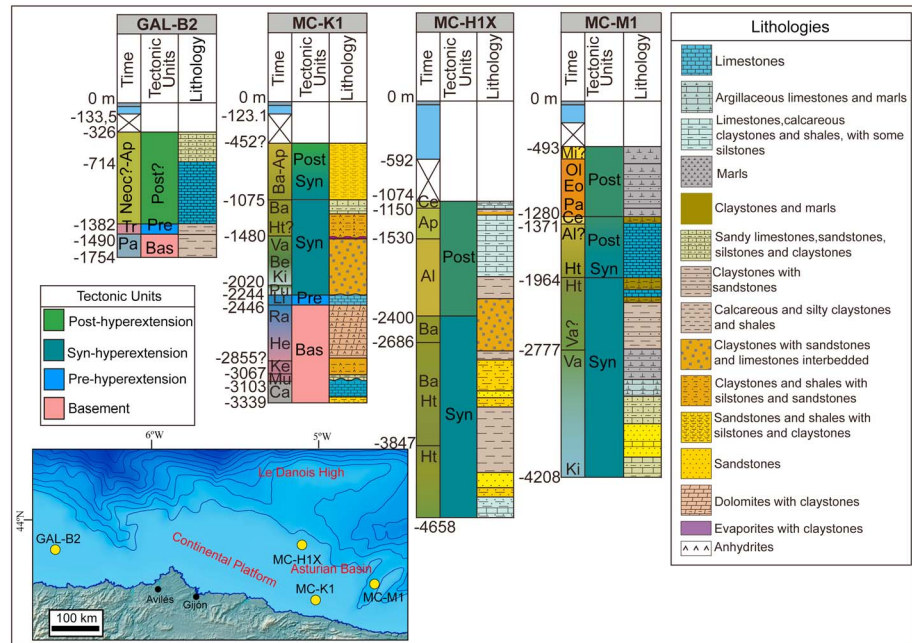 GAL-B2
Time
Tectonic
Units
Lithology
0 m
-133,5
-326
-714
-1382
-1490
-1754
Neoc?-Ap
Tr
Pa
Post?
Pre
Bas
MC-K1
Time
Tectonic
Units
Lithology
0 m
-123.1
-452?
-1075
-1480
-2020
-2241
-2244
-2446
-2855?
-3067
-3103
-3339
Ba-Ap
Ba
Ht?
Va
Be
Ki
Pu
Li
Ra
He
Ke
Mu
Ca
Post
Syn
Syn
Pre
Bas
MC-H1X
Time
Tectonic
Units
Lithology
0 m
-592
-1074
-1150
-1530
-2400
-2686
-3847
-4658
Ce
Ap
Al
Ba
Ba
Ht
Ht
Post
Syn
MC-M1
Time
Tectonic
Units
Lithology
0 m
-493
-1280
-1371
-1964
-2777
-4208
Mi?
Ol
Eo
Pa
Ce
Al?
Ht
Ht
Va?
Va
Ki
Post
Post
Syn
Syn
Lithologies
Limestones
Argillaceous limestones and marls
Limestones,calcareous
claystones and shales, with some
silstones
Marls
Claystones and marls
Sandy limestones,sandstones,
silstones and claystones
Claystones with
sandstones
Calcareous and silty claystones
and shales
Claystones with sandstones
and limestones interbedded
Claystones and shales with
silstones and sandstones
Sandstones and shales with
silstones and claystones
Sandstones
Dolomites with claystones
Evaporites with claystones
Anhydrites
Tectonic Units
Post-hyperextension
Syn-hyperextension
Pre-hyperextension
Basement
6ºW
5ºW
44ºN
Le Danois High
GAL-B2
MC-H1X
Continental Platform
Asturian Basin
MC-K1
MC-M1
Avilés
Gijón
100 km